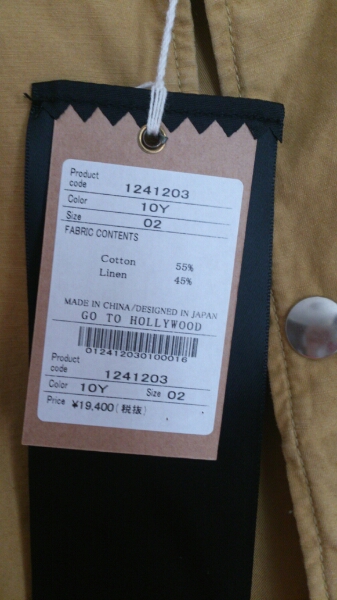 Product
code 1241203
Color 10Y
Size 02
FABRIC CONTENTS
Cotton 55%
Linen 45%
MADE IN CHINA/DESIGNED IN JAPAN
GO TO HOLLYWOOD
012412030100016
Product
code 1241203
Color 10Y Size 02
Price ¥19,400(税抜)